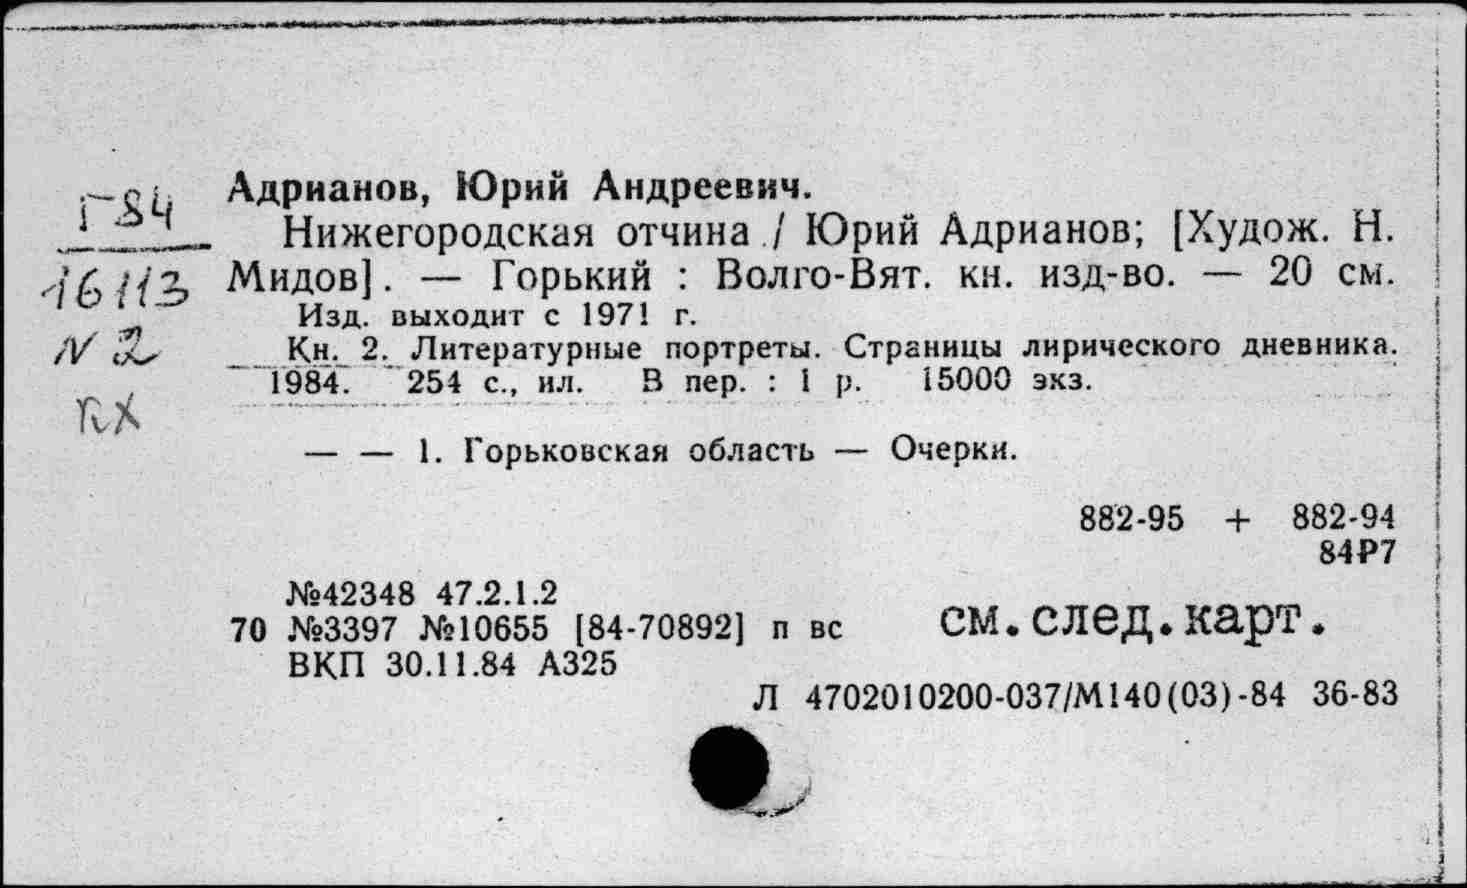 Адрианов, Юрий Андреевич.
Г 84
Нижегородская отчина / Юрий Адрианов; [Худож. Н.
16113
Мидов]. — Горький : Волго-Вят. кн. изд-во. — 20 см.
Изд. выходит с 1971 г.
N 2
Кн. 2. Литературные портреты. Страницы лирического дневника.
1984. 254 с., ил. В пер. : 1 р. 15000 экз.
— — 1. Горьковская область — Очерки.
882-95 + 882-94
84Р7
№42348 47.2.1.2
70 №3397 №10655 [84-70892] п вс см.след.карт.
ВКП 30.11.84 А325
Л 4702010200-037/М140(03)-84 36-83